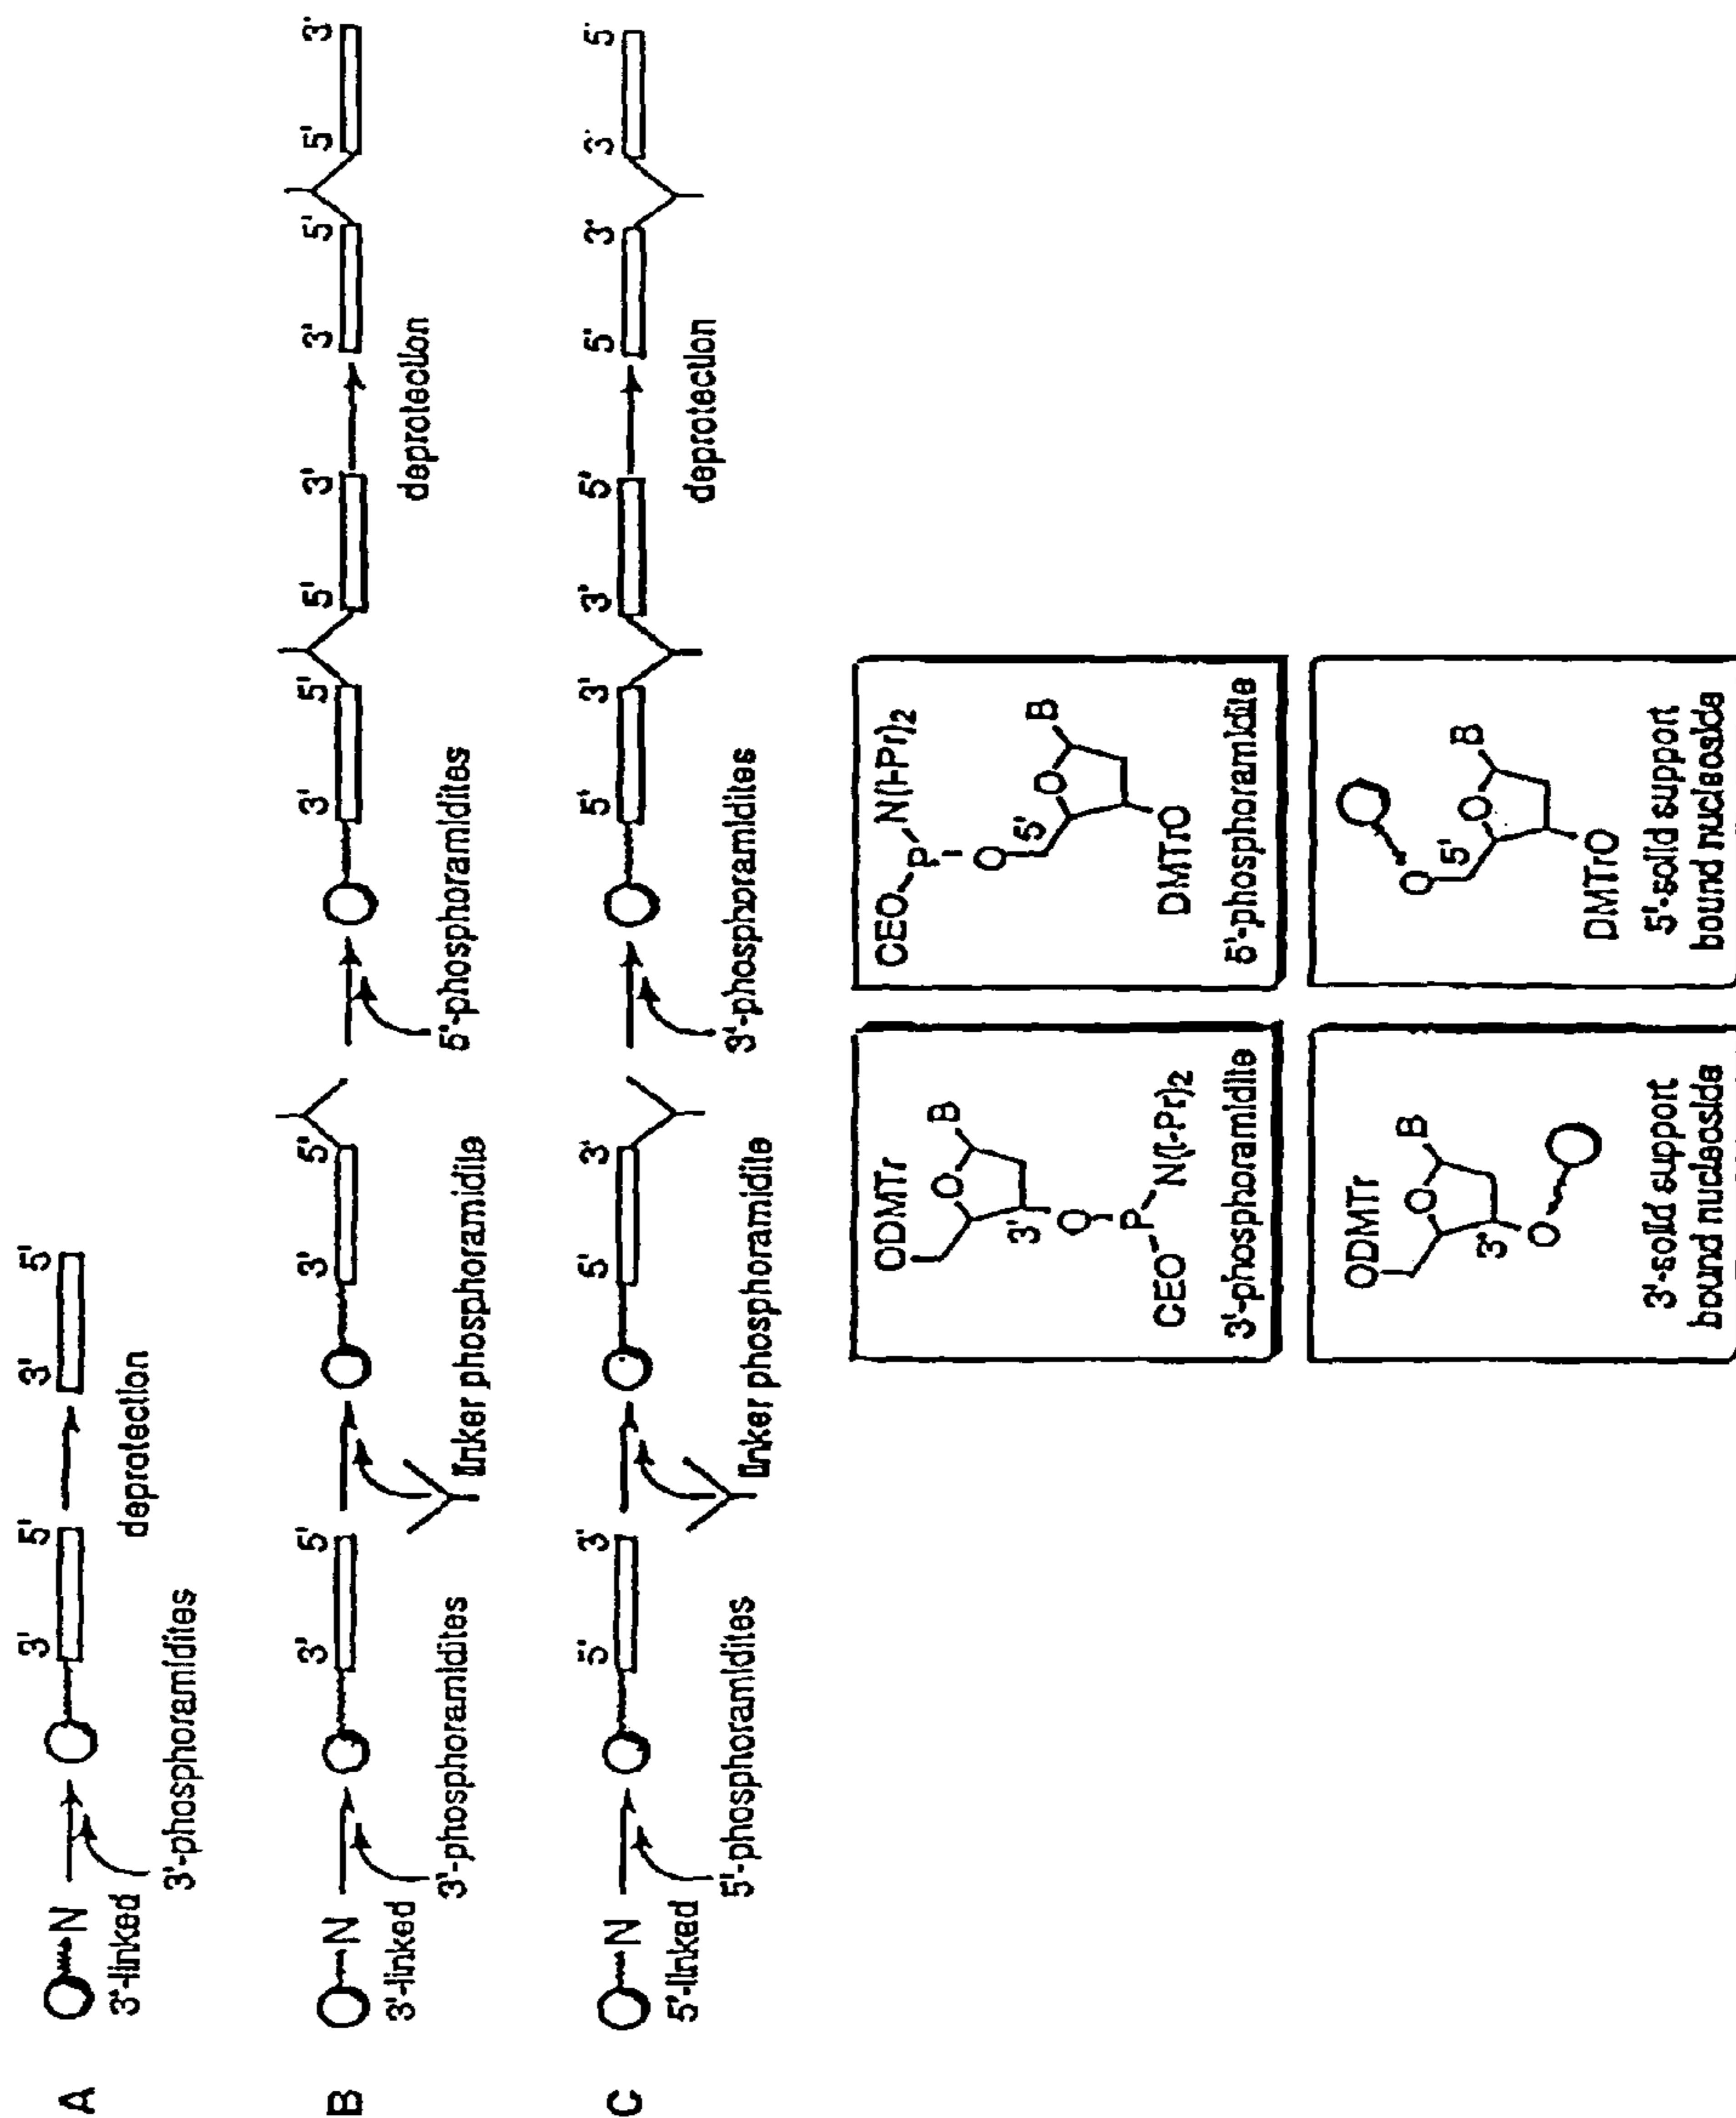 A
N
3'-linked
3'-phosphoramidites
3' 5'
deprotection
3' 5'
B
N
3'-linked
3'-phosphoramidites
3' 5'
linker phosphoramidite
3' 5'
5'-phosphoramidites
3' 5' 5' 3'
deprotection
3' 5' 5' 3'
C
N
5'-linked
5'-phosphoramidites
5' 3'
linker phosphoramidite
5' 3'
3'-phosphoramidites
5' 3' 3' 5'
deprotection
5' 3' 3' 5'
ODMTr
O
B
3'
O
CEO
P
N(i-Pr)2
3'-phosphoramidite
CEO
P
N(i-Pr)2
O
5'
O
B
DMTrO
5'-phosphoramidite
ODMTr
O
B
3'
O
3'-solid support
bound nucleoside
O
5'
O
B
DMTrO
5'-solid support
bound nucleoside